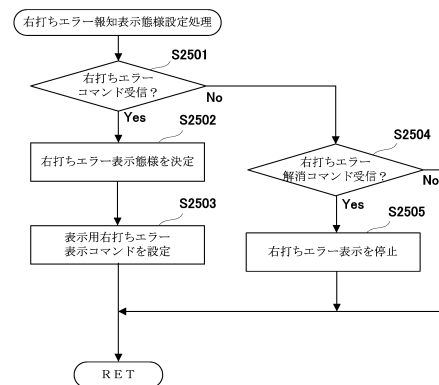 右打ちエラー報知表示態様設定処理
S2501
右打ちエラー
コマンド受信？
No
Yes
S2502
右打ちエラー表示態様を決定
S2503
表示用右打ちエラー
表示コマンドを設定
S2504
右打ちエラー
解消コマンド受信？
No
Yes
S2505
右打ちエラー表示を停止
RET